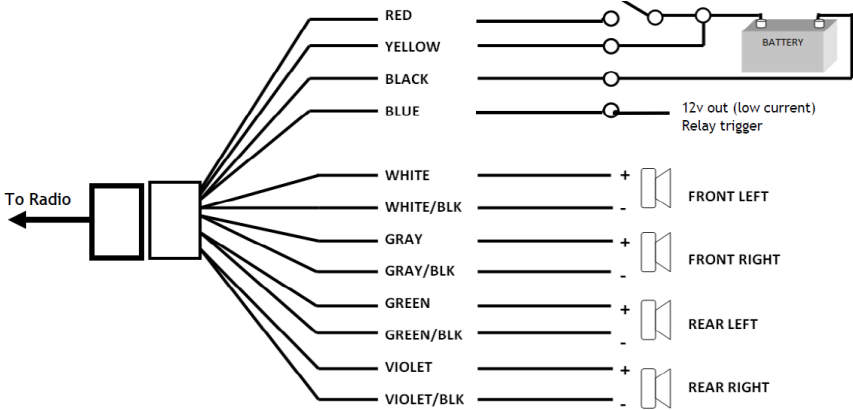 RED
YELLOW
BATTERY
BLACK
BLUE
12v out (low current)
Relay trigger
To Radio
WHITE
+
FRONT LEFT
WHITE/BLK
-
GRAY
+
FRONT RIGHT
GRAY/BLK
-
GREEN
+
REAR LEFT
GREEN/BLK
-
VIOLET
+
REAR RIGHT
VIOLET/BLK
-